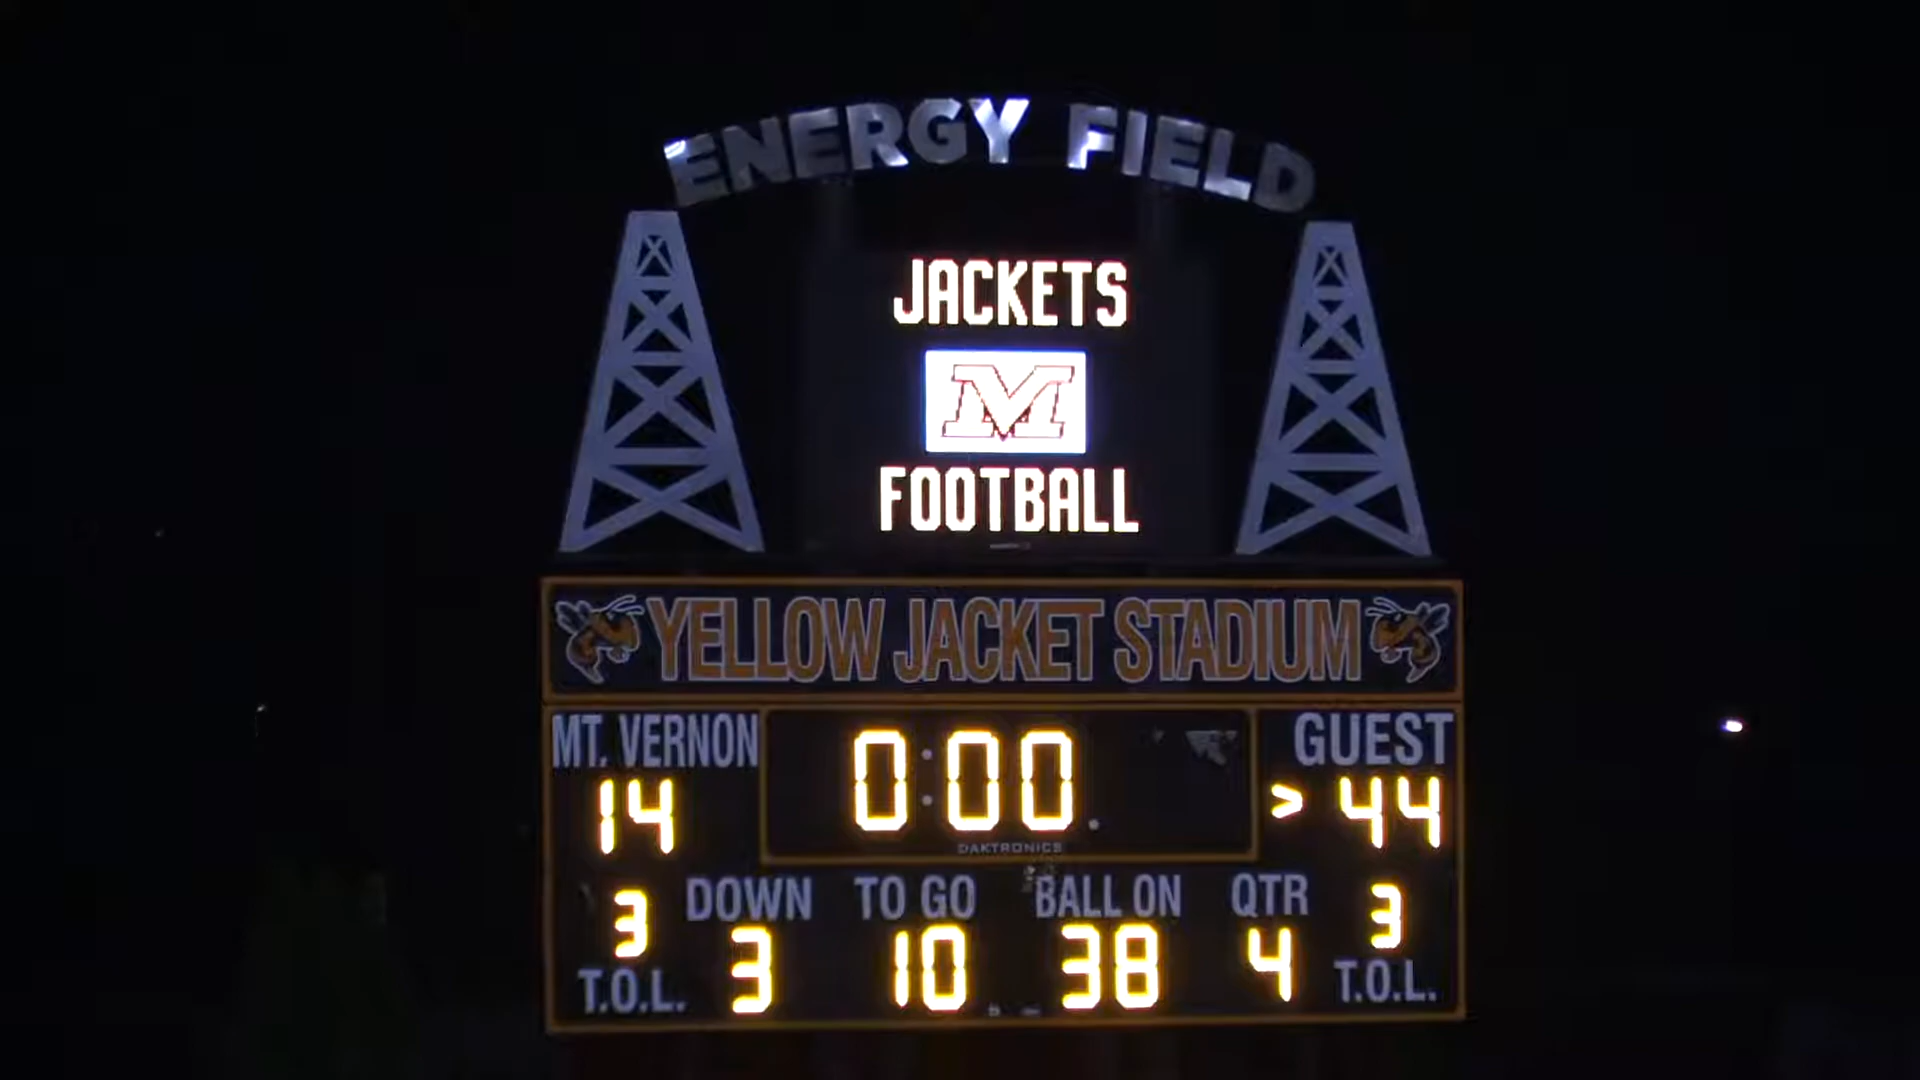 ENERGY FIELD
JACKETS
M
FOOTBALL
YELLOW JACKET STADIUM
MT. VERNON
0:00
GUEST
14
> 44
DAKTRONICS
DOWN
TO GO
BALL ON
QTR
3
3
3
10
38
4
T.O.L.
T.O.L.